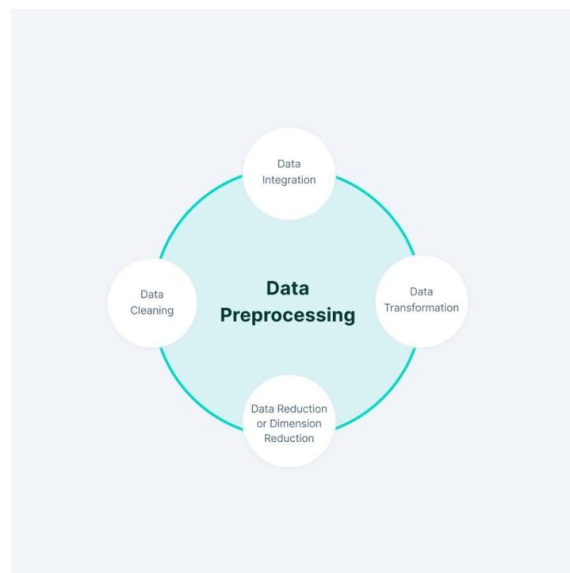 Data
Integration
Data
Cleaning
Data
Preprocessing
Data
Transformation
Data Reduction
or Dimension
Reduction